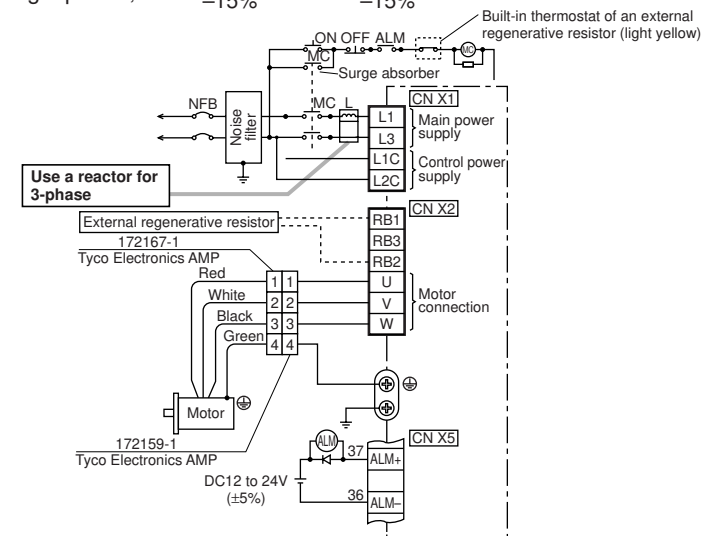 −15% −15%
Built-in thermostat of an external
regenerative resistor (light yellow)
ON OFF ALM
MC
MC
Surge absorber
NFB
Noise
filter
MC L
CN X1
L1
L3
L1C
L2C
Main power
supply
Control power
supply
Use a reactor for
3-phase
CN X2
External regenerative resistor
RB1
RB3
RB2
U
V
W
172167-1
Tyco Electronics AMP
Red
White
Black
Green
1 1
2 2
3 3
4 4
Motor
connection
Motor
172159-1
Tyco Electronics AMP
CN X5
ALM
37
ALM+
DC12 to 24V
(±5%)
36
ALM−